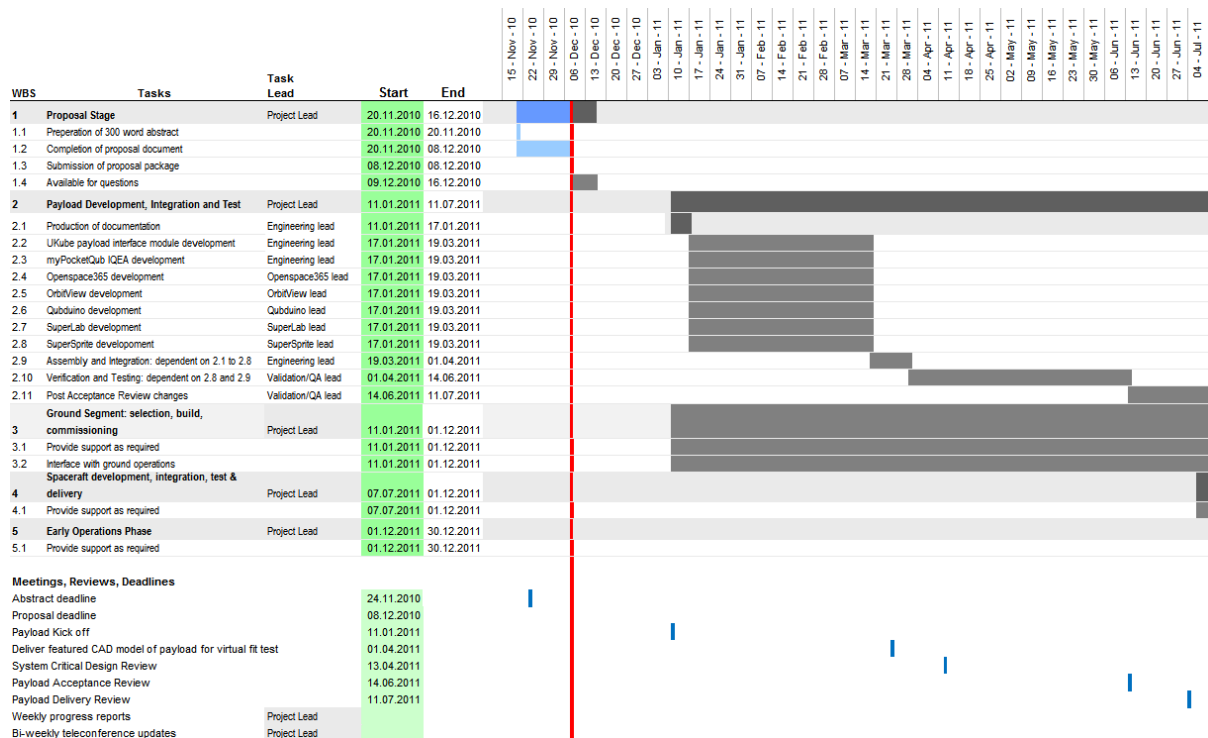 15 - Nov - 10
22 - Nov - 10
29 - Nov - 10
06 - Dec - 10
13 - Dec - 10
20 - Dec - 10
27 - Dec - 10
03 - Jan - 11
10 - Jan - 11
17 - Jan - 11
24 - Jan - 11
31 - Jan - 11
07 - Feb - 11
14 - Feb - 11
21 - Feb - 11
28 - Feb - 11
07 - Mar - 11
14 - Mar - 11
21 - Mar - 11
28 - Mar - 11
04 - Apr - 11
11 - Apr - 11
18 - Apr - 11
25 - Apr - 11
02 - May - 11
09 - May - 11
16 - May - 11
23 - May - 11
30 - May - 11
06 - Jun - 11
13 - Jun - 11
20 - Jun - 11
27 - Jun - 11
04 - Jul - 11
WBS Tasks Task Lead Start End
1 Proposal Stage Project Lead 20.11.2010 16.12.2010
1.1 Preperation of 300 word abstract 20.11.2010 20.11.2010
1.2 Completion of proposal document 20.11.2010 08.12.2010
1.3 Submission of proposal package 08.12.2010 08.12.2010
1.4 Available for questions 09.12.2010 16.12.2010
2 Payload Development, Integration and Test Project Lead 11.01.2011 11.07.2011
2.1 Production of documentation Engineering lead 11.01.2011 17.01.2011
2.2 UKube payload interface module development Engineering lead 17.01.2011 19.03.2011
2.3 myPocketQub IQEA development Engineering lead 17.01.2011 19.03.2011
2.4 Openspace365 development Openspace365 lead 17.01.2011 19.03.2011
2.5 OrbitView development OrbitView lead 17.01.2011 19.03.2011
2.6 Qubduino development Qubduino lead 17.01.2011 19.03.2011
2.7 SuperLab development SuperLab lead 17.01.2011 19.03.2011
2.8 SuperSprite development SuperSprite lead 17.01.2011 19.03.2011
2.9 Assembly and Integration: dependent on 2.1 to 2.8 Engineering lead 19.03.2011 01.04.2011
2.10 Verification and Testing: dependent on 2.8 and 2.9 Validation/QA lead 01.04.2011 14.06.2011
2.11 Post Acceptance Review changes Validation/QA lead 14.06.2011 11.07.2011
Ground Segment: selection, build,
3 commissioning Project Lead 11.01.2011 01.12.2011
3.1 Provide support as required 11.01.2011 01.12.2011
3.2 Interface with ground operations 11.01.2011 01.12.2011
Spaceraft development, integration, test &
4 delivery Project Lead 07.07.2011 01.12.2011
4.1 Provide support as required 07.07.2011 01.12.2011
5 Early Operations Phase Project Lead 01.12.2011 30.12.2011
5.1 Provide support as required 01.12.2011 30.12.2011
Meetings, Reviews, Deadlines
Abstract deadline 24.11.2010
Proposal deadline 08.12.2010
Payload Kick off 11.01.2011
Deliver featured CAD model of payload for virtual fit test 01.04.2011
System Critical Design Review 13.04.2011
Payload Acceptance Review 14.06.2011
Payload Delivery Review 11.07.2011
Weekly progress reports Project Lead
Bi-weekly teleconference updates Project Lead